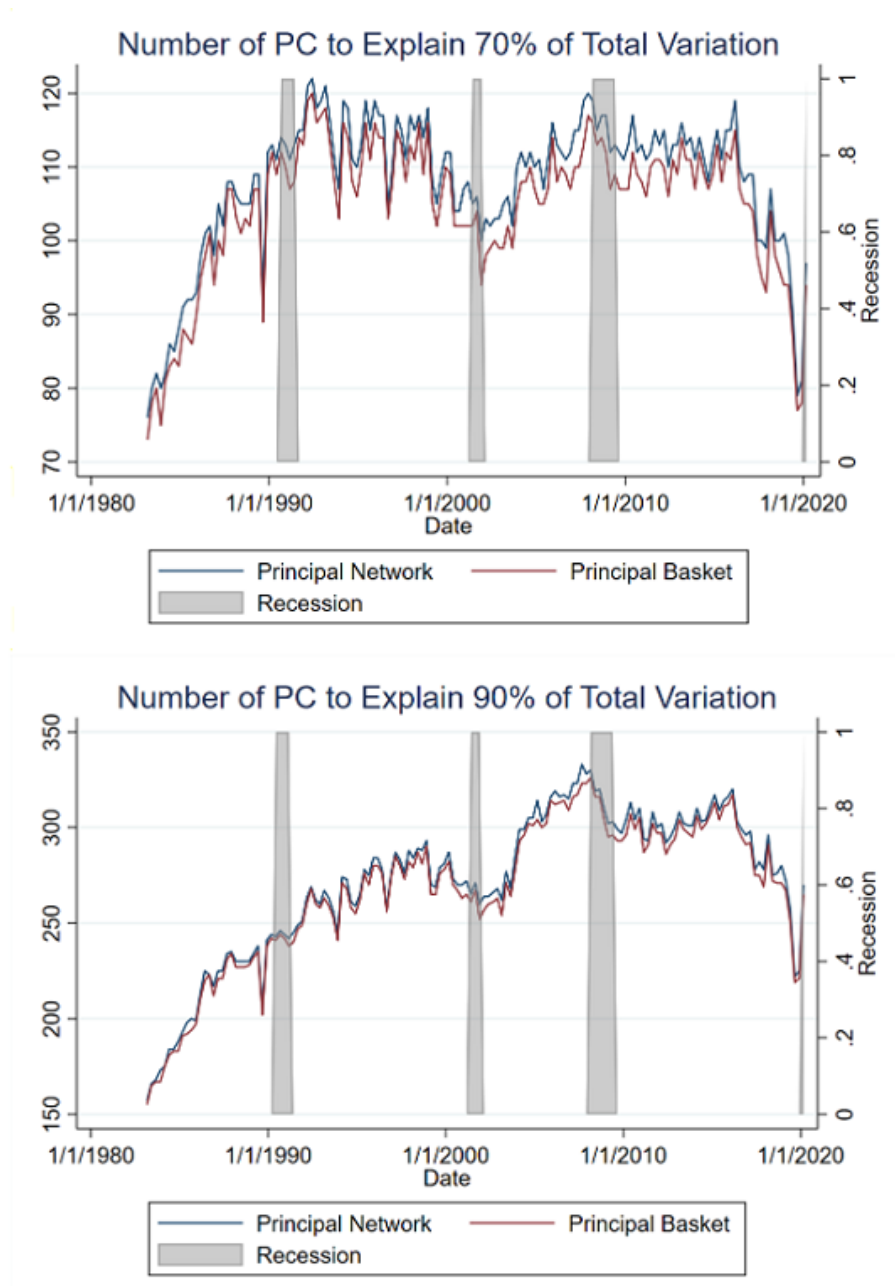 Number of PC to Explain 70% of Total Variation
120
110
100
90
80
70
1
.8
.6
.4
.2
0
Recession
1/1/1980 1/1/1990 1/1/2000 1/1/2010 1/1/2020
Date
Principal Network Principal Basket
Recession
Number of PC to Explain 90% of Total Variation
350
300
250
200
150
1
.8
.6
.4
.2
0
Recession
1/1/1980 1/1/1990 1/1/2000 1/1/2010 1/1/2020
Date
Principal Network Principal Basket
Recession